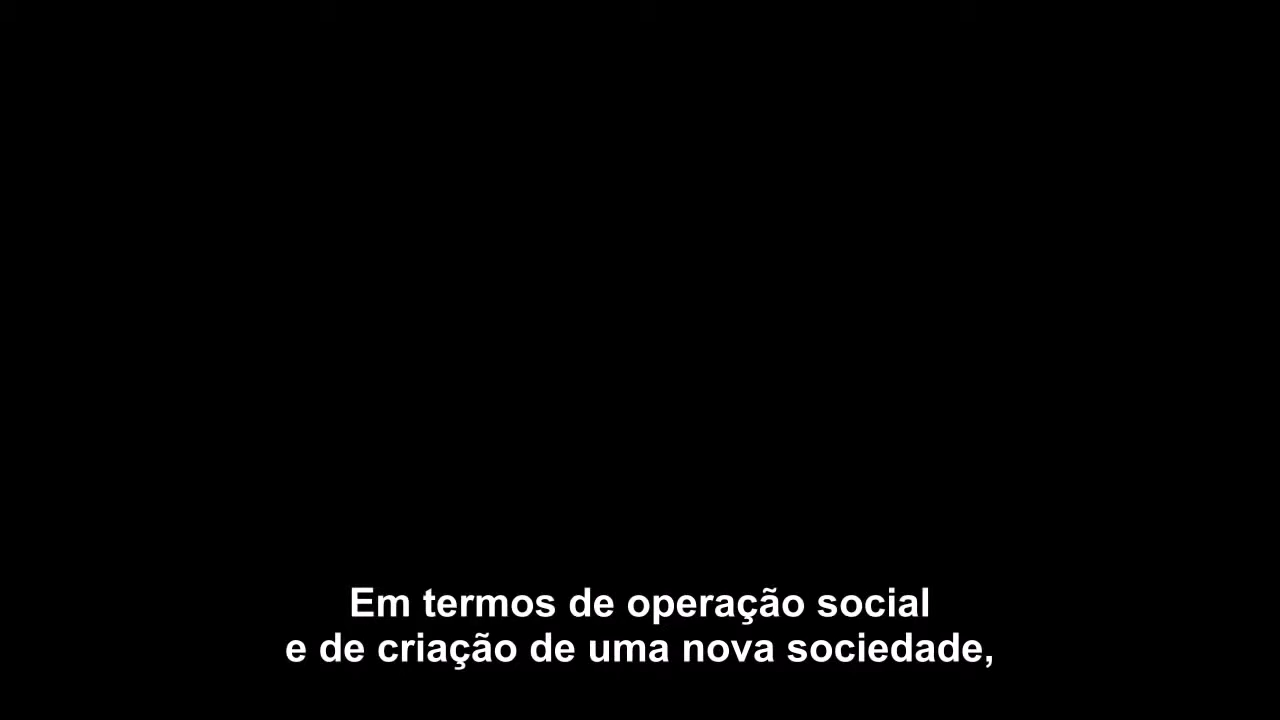 Em termos de operação social
e de criação de uma nova sociedade,